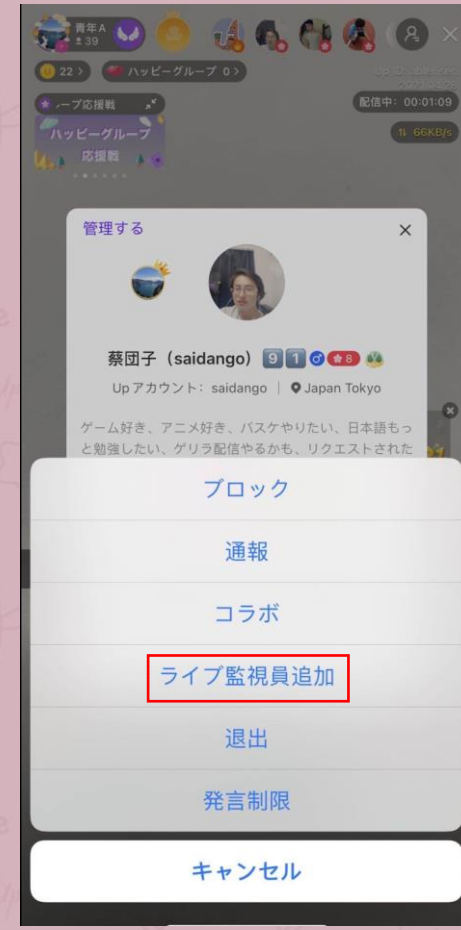 青年A
39
22 >
ハッピーグループ 0 >
ープ応援戦
配信中: 00:01:09
ハッピーグループ
応援戦
66KB/s
管理する
蔡団子（saidango） 9 1 8
Up アカウント: saidango | Japan Tokyo
ゲーム好き、アニメ好き、バスケやりたい、日本語もっ
と勉強したい、ゲリラ配信やるかも、リクエストされた
ブロック
通報
コラボ
ライブ監視員追加
退出
発言制限
キャンセル